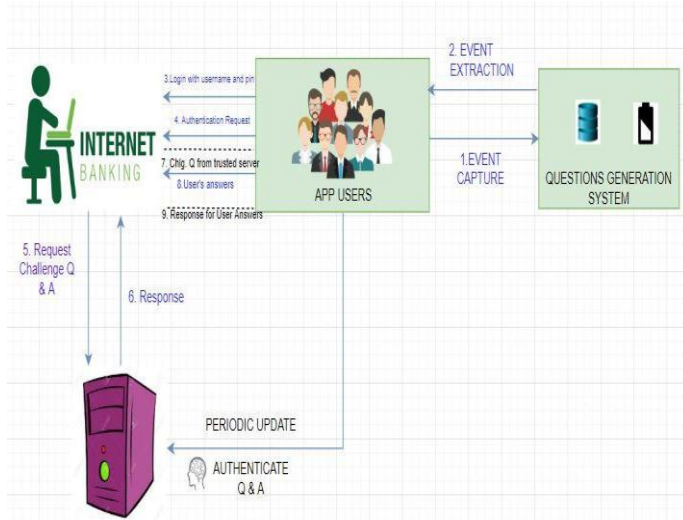 2. EVENT
EXTRACTION
3.Login with username and pin
4. Authentication Request
INTERNET
BANKING
7. Chlg. Q from trusted server
8.User's answers
9. Response for User Answers
APP USERS
1.EVENT
CAPTURE
QUESTIONS GENERATION
SYSTEM
5. Request
Challenge Q
& A
6. Response
PERIODIC UPDATE
AUTHENTICATE
Q & A